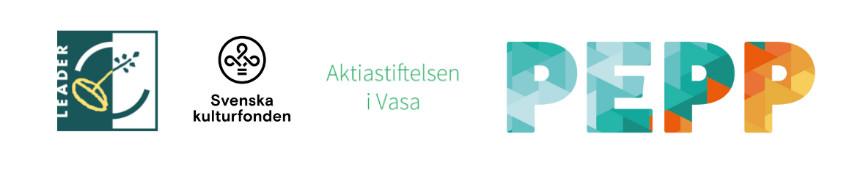 LEADER
Svenska
kulturfonden
Aktiastiftelsen
i Vasa
PEPP